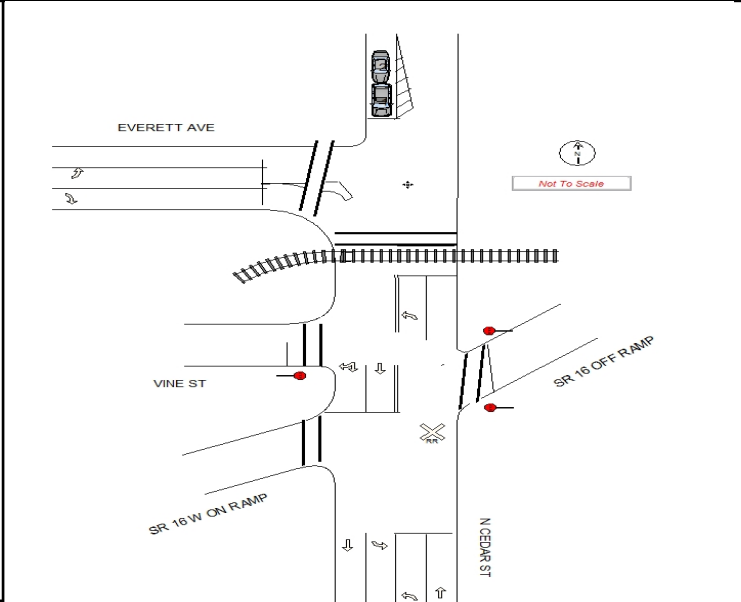 EVERETT AVE
N
Not To Scale
VINE ST
SR 16 OFF RAMP
RR
SR 16 W ON RAMP
N CEDAR ST